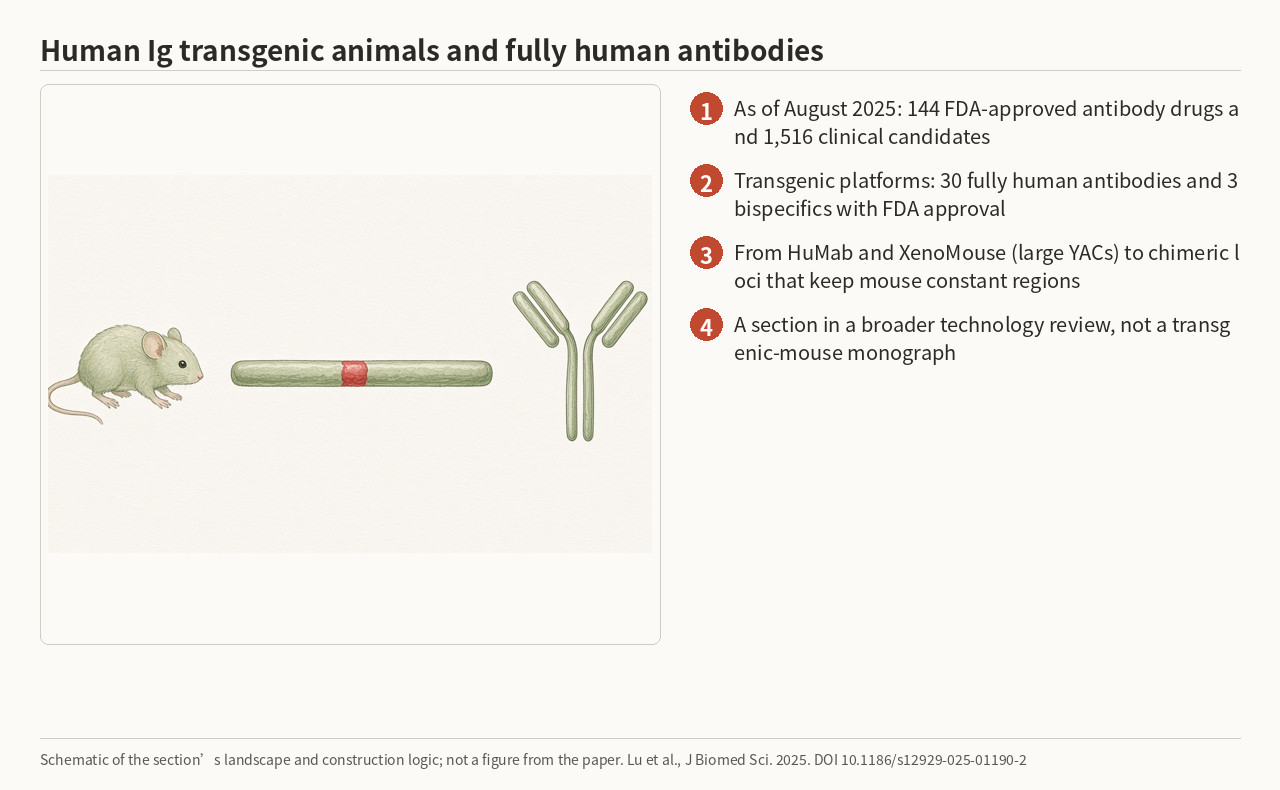 Human Ig transgenic animals and fully human antibodies
1
As of August 2025: 144 FDA-approved antibody drugs a
nd 1,516 clinical candidates
2
Transgenic platforms: 30 fully human antibodies and 3
bispecifics with FDA approval
3
From HuMab and XenoMouse (large YACs) to chimeric l
oci that keep mouse constant regions
4
A section in a broader technology review, not a transg
enic-mouse monograph
Schematic of the section’s landscape and construction logic; not a figure from the paper. Lu et al., J Biomed Sci. 2025. DOI 10.1186/s12929-025-01190-2